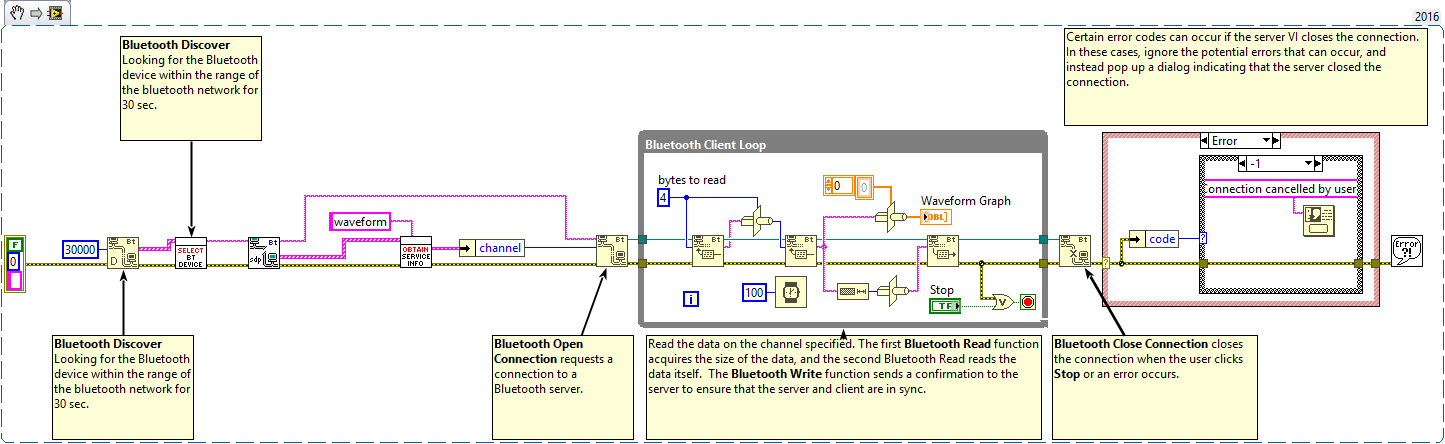 2016
Bluetooth Discover
Looking for the Bluetooth
device within the range of
the bluetooth network for
30 sec.
Certain error codes can occur if the server VI closes the connection.
In these cases, ignore the potential errors that can occur, and
instead pop up a dialog indicating that the server closed the
connection.
Bluetooth Client Loop
bytes to read
4
0
0
Waveform Graph
DBL
Error
-1
onnection cancelled by user
waveform
F
0
30000
Bt
D
Bt
SELECT
BT
DEVICE
Bt
sdp
Bt
OBTAIN
SERVICE
INFO
channel
Bt
Bt
Bt
Bt
Bt
X
code
?
?
Error
?!
i
100
Stop
TF
V
Bluetooth Discover
Looking for the Bluetooth
device within the range of
the bluetooth network for
30 sec.
Bluetooth Open
Connection requests a
connection to a
Bluetooth server.
Read the data on the channel specified. The first Bluetooth Read function
acquires the size of the data, and the second Bluetooth Read reads the
data itself.  The Bluetooth Write function sends a confirmation to the
server to ensure that the server and client are in sync.
Bluetooth Close Connection closes
the connection when the user clicks
Stop or an error occurs.